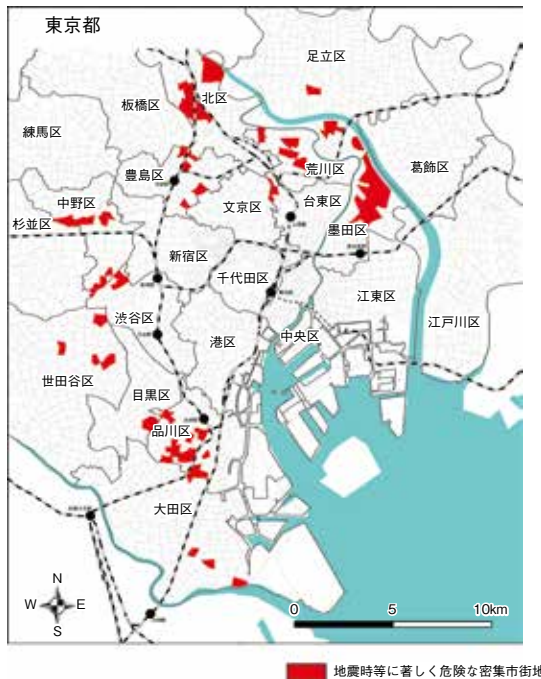 東京都
足立区
板橋区
北区
練馬区
荒川区
葛飾区
豊島区
中野区
文京区
台東区
杉並区
墨田区
新宿区
千代田区
江東区
渋谷区
港区
中央区
江戸川区
世田谷区
目黒区
品川区
大田区
N
W E
S
0 5 10km
地震時等に著しく危険な密集市街地